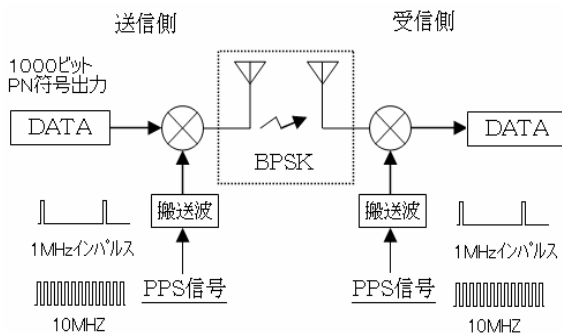 送信側
受信側
1000ビット
PN符号出力
DATA
DATA
BPSK
搬送波
搬送波
1MHzインパルス
1MHzインパルス
PPS信号
PPS信号
10MHZ
10MHZ